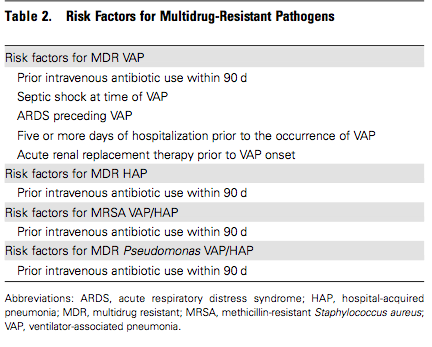 Table 2. Risk Factors for Multidrug-Resistant Pathogens
Risk factors for MDR VAP
Prior intravenous antibiotic use within 90 d
Septic shock at time of VAP
ARDS preceding VAP
Five or more days of hospitalization prior to the occurrence of VAP
Acute renal replacement therapy prior to VAP onset
Risk factors for MDR HAP
Prior intravenous antibiotic use within 90 d
Risk factors for MRSA VAP/HAP
Prior intravenous antibiotic use within 90 d
Risk factors for MDR Pseudomonas VAP/HAP
Prior intravenous antibiotic use within 90 d
Abbreviations: ARDS, acute respiratory distress syndrome; HAP, hospital-acquired
pneumonia; MDR, multidrug resistant; MRSA, methicillin-resistant Staphylococcus aureus;
VAP, ventilator-associated pneumonia.